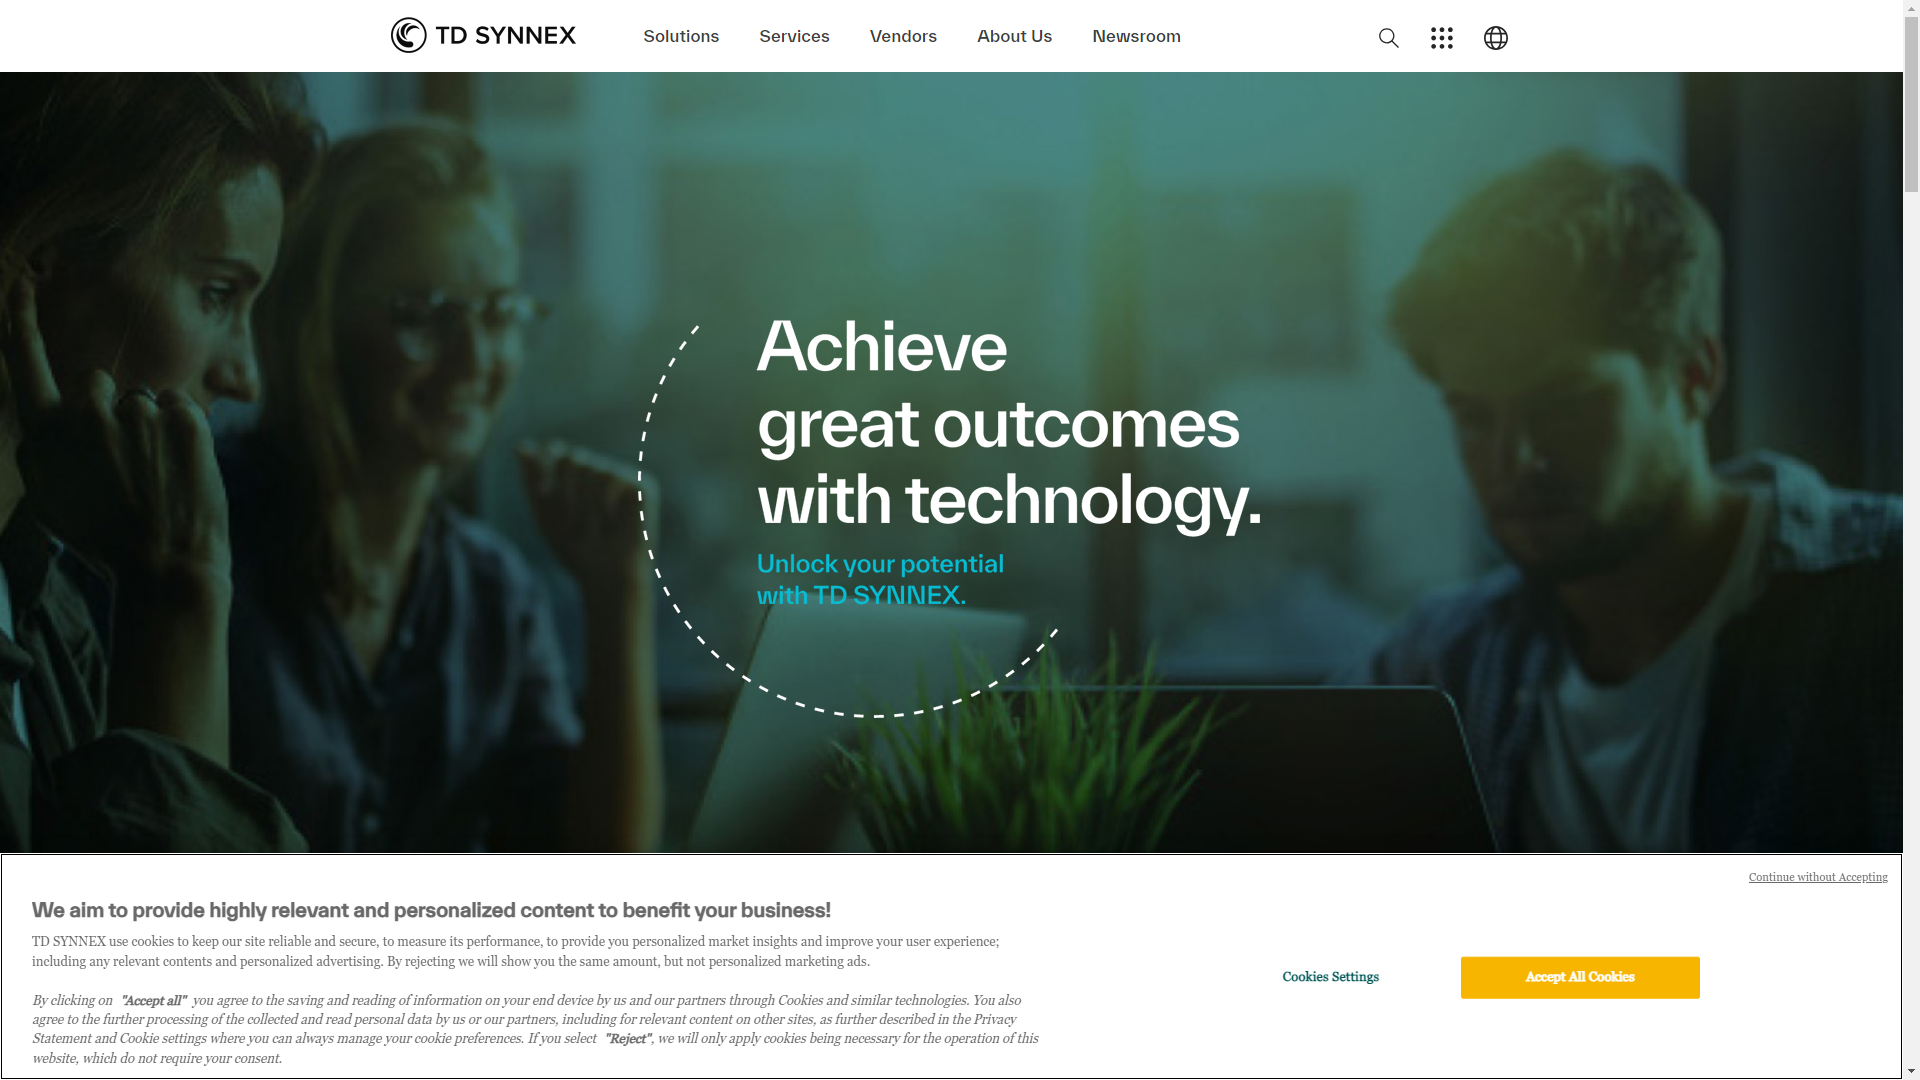 TD SYNNEX
Solutions
Services
Vendors
About Us
Newsroom
Achieve
great outcomes
with technology.
Unlock your potential
with TD SYNNEX.
Continue without Accepting
We aim to provide highly relevant and personalized content to benefit your business!
TD SYNNEX use cookies to keep our site reliable and secure, to measure its performance, to provide you personalized market insights and improve your user experience;
including any relevant contents and personalized advertising. By rejecting we will show you the same amount, but not personalized marketing ads.
By clicking on "Accept all" you agree to the saving and reading of information on your end device by us and our partners through Cookies and similar technologies. You also
agree to the further processing of the collected and read personal data by us or our partners, including for relevant content on other sites, as further described in the Privacy
Statement and Cookie settings where you can always manage your cookie preferences. If you select "Reject", we will only apply cookies being necessary for the operation of this
website, which do not require your consent.
Cookies Settings
Accept All Cookies